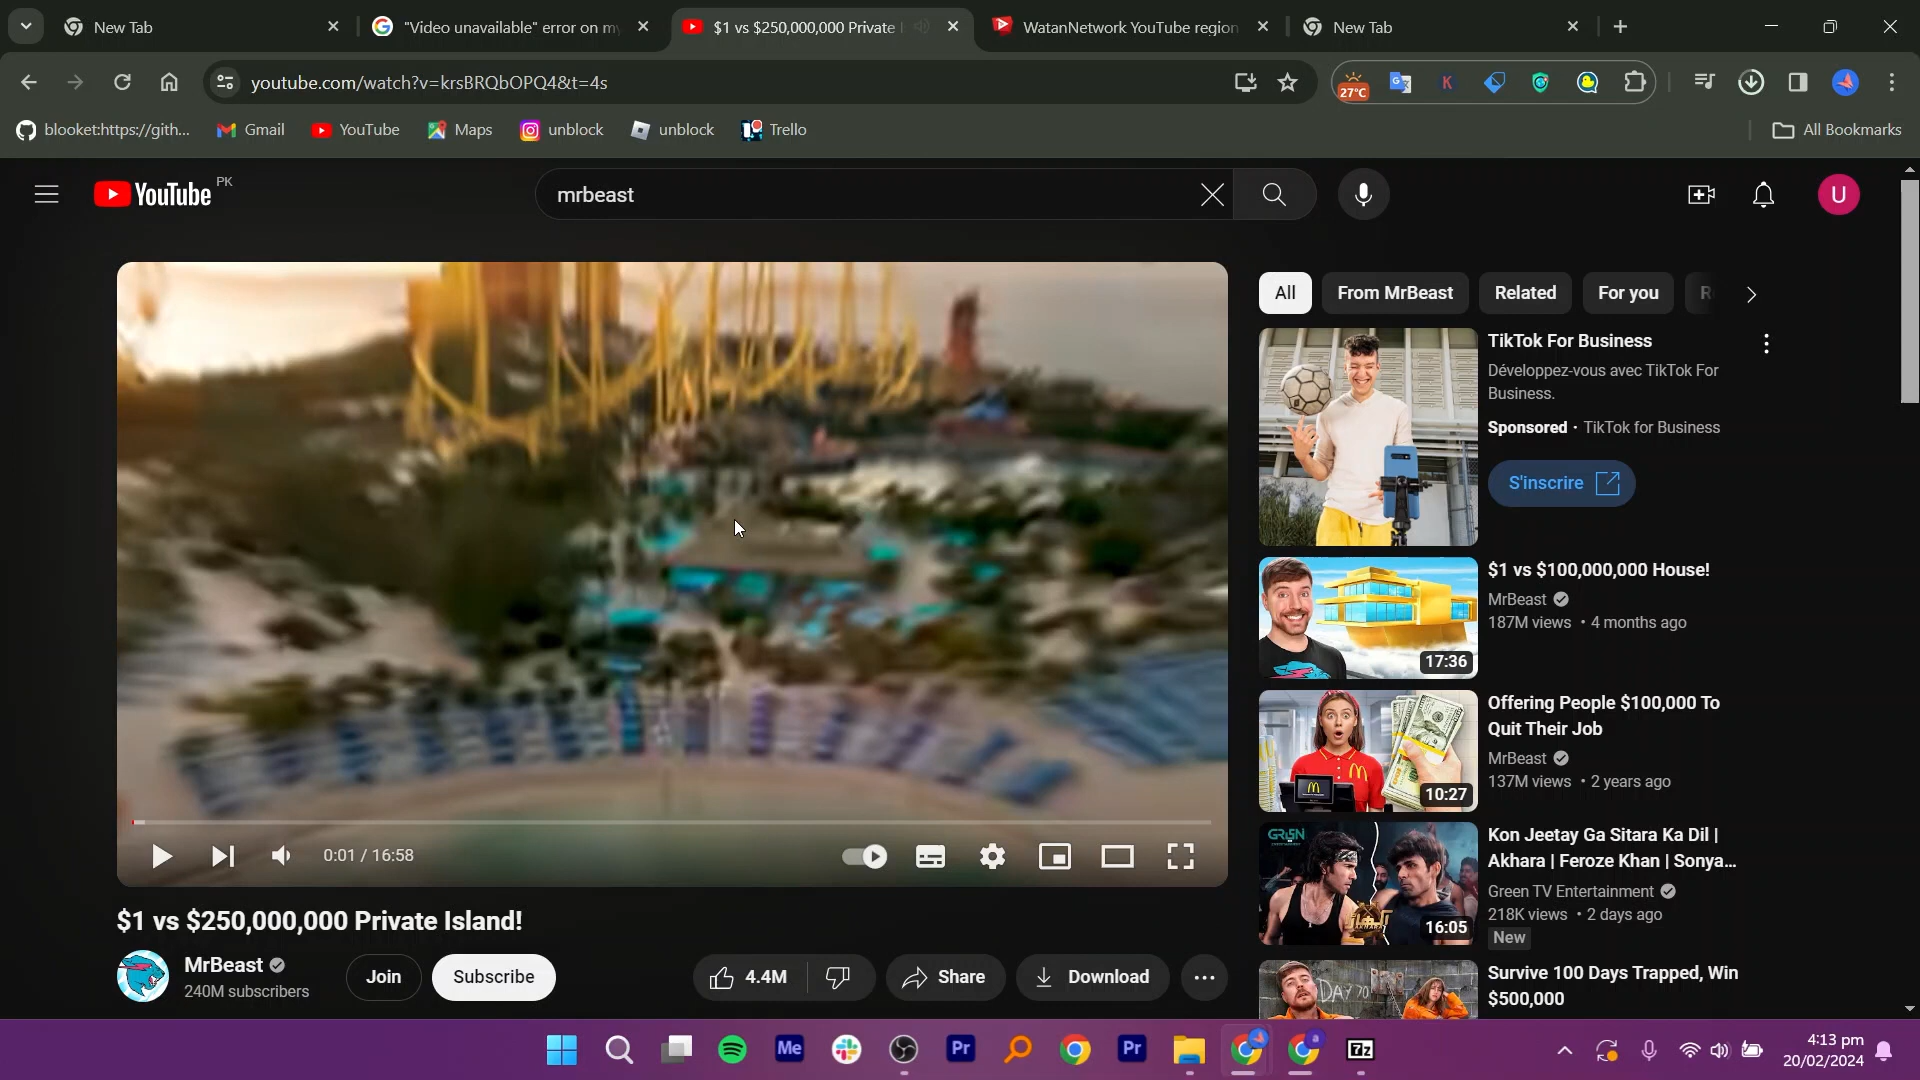 New Tab
"Video unavailable" error on my
$1 vs $250,000,000 Private I
WatanNetwork YouTube region
New Tab
youtube.com/watch?v=krsBRQbOPQ4&t=4s
27°C
K
blooket:https://gith...
Gmail
YouTube
Maps
unblock
unblock
Trello
All Bookmarks
YouTube PK
mrbeast
U
All
From MrBeast
Related
For you
TikTok For Business
Développez-vous avec TikTok For
Business.
Sponsored · TikTok for Business
S'inscrire
$1 vs $100,000,000 House!
MrBeast
187M views • 4 months ago
17:36
Offering People $100,000 To
Quit Their Job
MrBeast
137M views • 2 years ago
10:27
Kon Jeetay Ga Sitara Ka Dil |
Akhara | Feroze Khan | Sonya...
Green TV Entertainment
218K views • 2 days ago
New
16:05
Survive 100 Days Trapped, Win
$500,000
DAY 70
0:01 / 16:58
$1 vs $250,000,000 Private Island!
MrBeast
240M subscribers
Join
Subscribe
4.4M
Share
Download
Me
Pr
Pr
7z
4:13 pm
20/02/2024